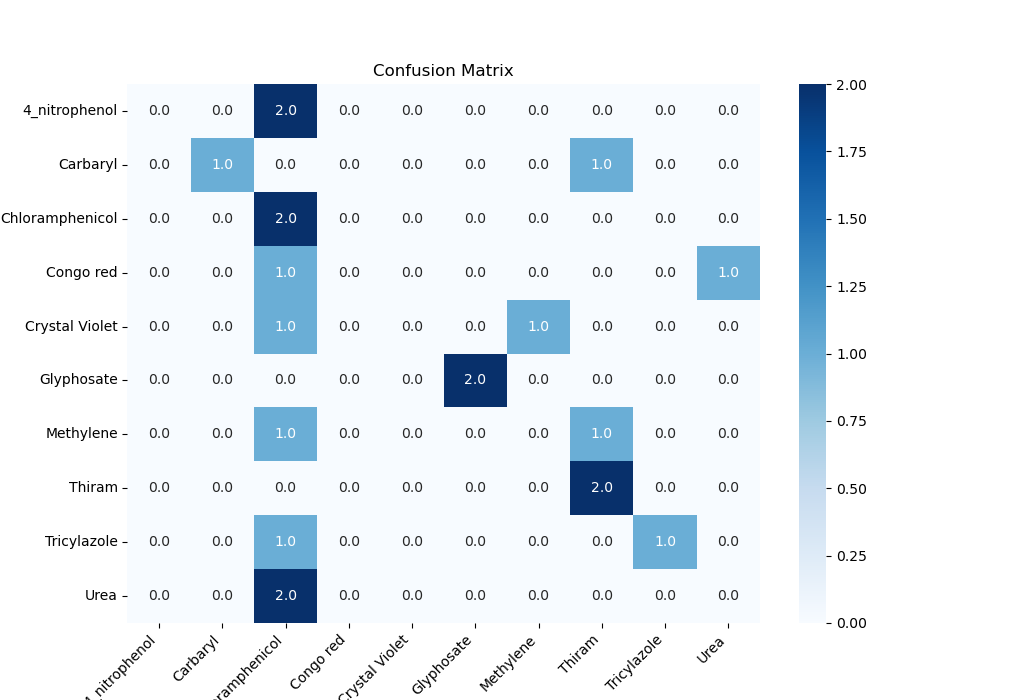 Confusion Matrix
4_nitrophenol 0.0 0.0 2.0 0.0 0.0 0.0 0.0 0.0 0.0 0.0
Carbaryl 0.0 1.0 0.0 0.0 0.0 0.0 0.0 1.0 0.0 0.0
Chloramphenicol 0.0 0.0 2.0 0.0 0.0 0.0 0.0 0.0 0.0 0.0
Congo red 0.0 0.0 1.0 0.0 0.0 0.0 0.0 0.0 0.0 1.0
Crystal Violet 0.0 0.0 1.0 0.0 0.0 0.0 1.0 0.0 0.0 0.0
Glyphosate 0.0 0.0 0.0 0.0 0.0 2.0 0.0 0.0 0.0 0.0
Methylene 0.0 0.0 1.0 0.0 0.0 0.0 0.0 1.0 0.0 0.0
Thiram 0.0 0.0 0.0 0.0 0.0 0.0 0.0 2.0 0.0 0.0
Tricylazole 0.0 0.0 1.0 0.0 0.0 0.0 0.0 0.0 1.0 0.0
Urea 0.0 0.0 2.0 0.0 0.0 0.0 0.0 0.0 0.0 0.0
4_nitrophenol Carbaryl ramphenicol Congo red Crystal Violet Glyphosate Methylene Thiram Tricylazole Urea
2.00
1.75
1.50
1.25
1.00
0.75
0.50
0.25
0.00